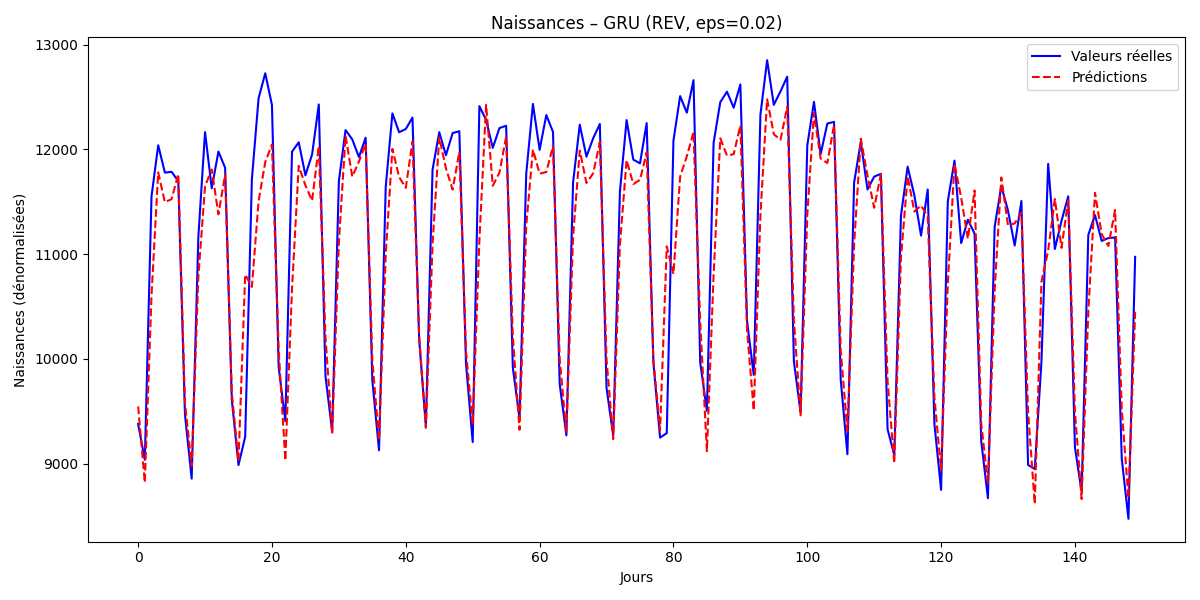 Naissances – GRU (REV, eps=0.02)
Valeurs réelles
Prédictions
13000
12000
11000
10000
9000
Naissances (dénormalisées)
0 20 40 60 80 100 120 140
Jours